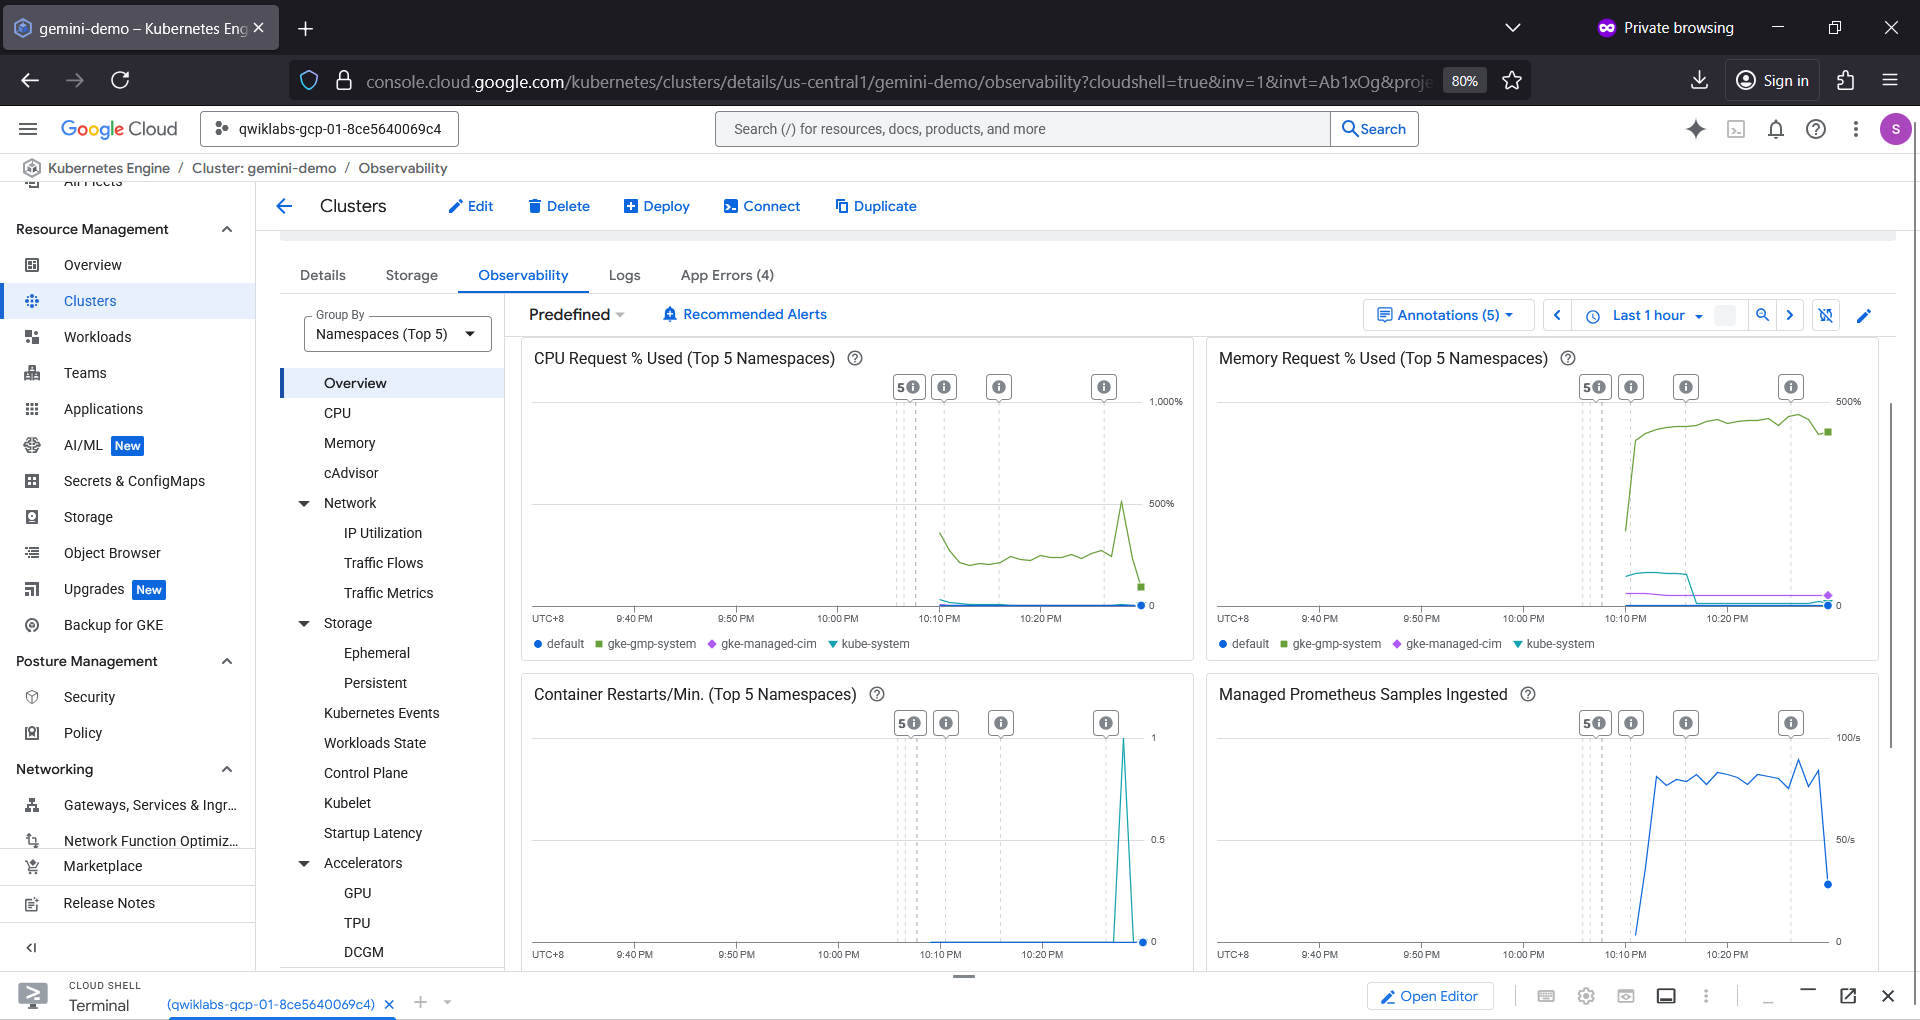 gemini-demo – Kubernetes Eng
Private browsing
console.cloud.google.com/kubernetes/clusters/details/us-central1/gemini-demo/observability?cloudshell=true&inv=1&invt=Ab1xOg&proje
80%
Sign in
Google Cloud
qwiklabs-gcp-01-8ce5640069c4
Search (/) for resources, docs, products, and more
Search
S
Kubernetes Engine / Cluster: gemini-demo / Observability
All Fleets
Resource Management
Overview
Clusters
Workloads
Teams
Applications
AI/ML New
Secrets & ConfigMaps
Storage
Object Browser
Upgrades New
Backup for GKE
Posture Management
Security
Policy
Networking
Gateways, Services & Ingr...
Network Function Optimiz...
Marketplace
Release Notes
Clusters
Edit
Delete
Deploy
Connect
Duplicate
Details
Storage
Observability
Logs
App Errors (4)
Group By
Namespaces (Top 5)
Overview
CPU
Memory
cAdvisor
Network
IP Utilization
Traffic Flows
Traffic Metrics
Storage
Ephemeral
Persistent
Kubernetes Events
Workloads State
Control Plane
Kubelet
Startup Latency
Accelerators
GPU
TPU
DCGM
Predefined
Recommended Alerts
Annotations (5)
Last 1 hour
CPU Request % Used (Top 5 Namespaces)
5
1,000%
500%
0
UTC+8 9:40 PM 9:50 PM 10:00 PM 10:10 PM 10:20 PM
default gke-gmp-system gke-managed-cim kube-system
Memory Request % Used (Top 5 Namespaces)
5
500%
0
UTC+8 9:40 PM 9:50 PM 10:00 PM 10:10 PM 10:20 PM
default gke-gmp-system gke-managed-cim kube-system
Container Restarts/Min. (Top 5 Namespaces)
5
1
0.5
0
UTC+8 9:40 PM 9:50 PM 10:00 PM 10:10 PM 10:20 PM
Managed Prometheus Samples Ingested
5
100/s
50/s
0
UTC+8 9:40 PM 9:50 PM 10:00 PM 10:10 PM 10:20 PM
CLOUD SHELL
Terminal
(qwiklabs-gcp-01-8ce5640069c4)
Open Editor